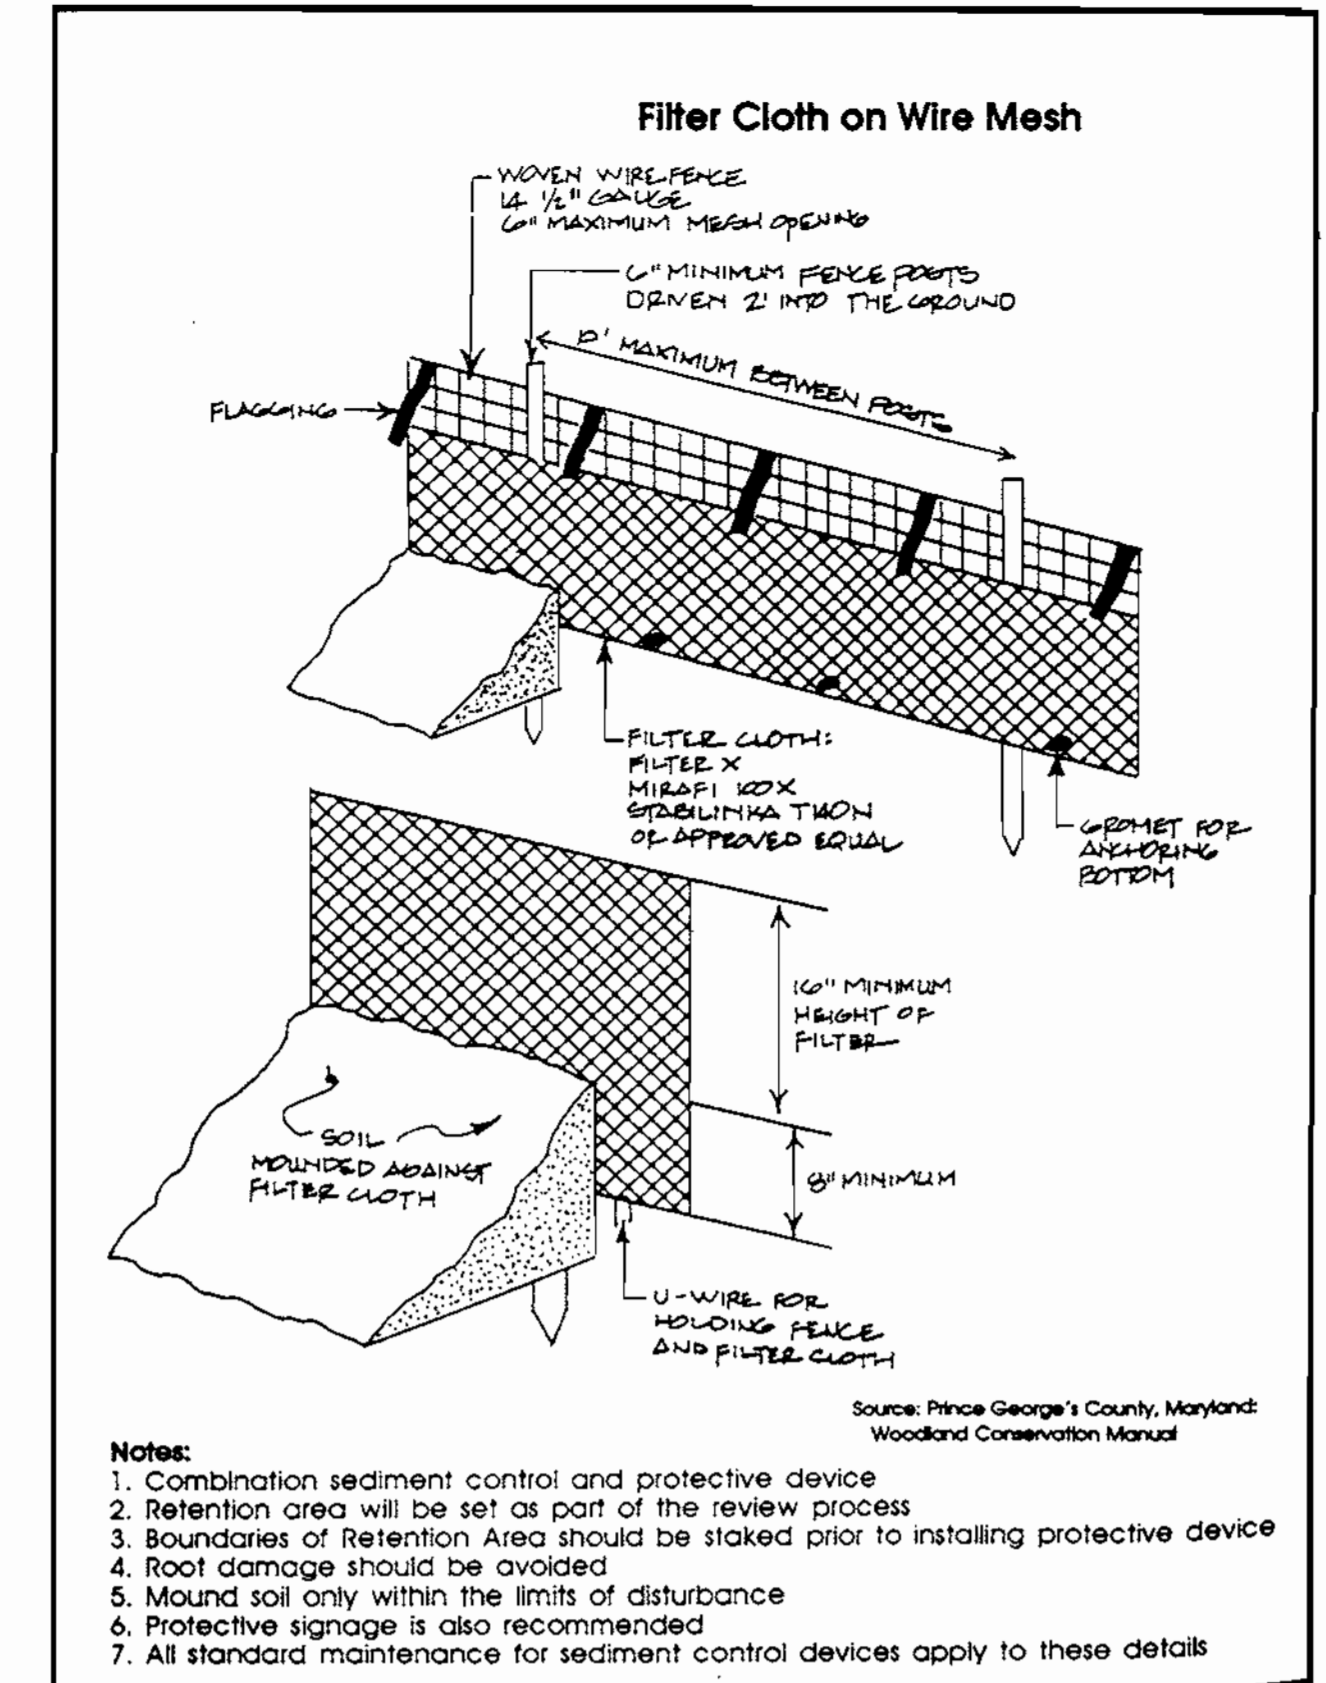 Filter Cloth on Wire Mesh
WOVEN WIRE FENCE
14 1/2" GAUGE
6" MAXIMUM MESH OPENING
6" MINIMUM FENCE POSTS
DRIVEN 2' INTO THE GROUND
10' MAXIMUM BETWEEN POSTS
FLAGGING
FILTER CLOTH:
FILTER X
MIRAFI 100X
STABILINKA T140N
OR APPROVED EQUAL
GROMET FOR
ANCHORING
BOTTOM
16" MINIMUM
HEIGHT OF
FILTER
8" MINIMUM
SOIL
MOUNDED AGAINST
FILTER CLOTH
U-WIRE FOR
HOLDING FENCE
AND FILTER CLOTH
Source: Prince George's County, Maryland:
Woodland Conservation Manual
Notes:
1. Combination sediment control and protective device
2. Retention area will be set as part of the review process
3. Boundaries of Retention Area should be staked prior to installing protective device
4. Root damage should be avoided
5. Mound soil only within the limits of disturbance
6. Protective signage is also recommended
7. All standard maintenance for sediment control devices apply to these details